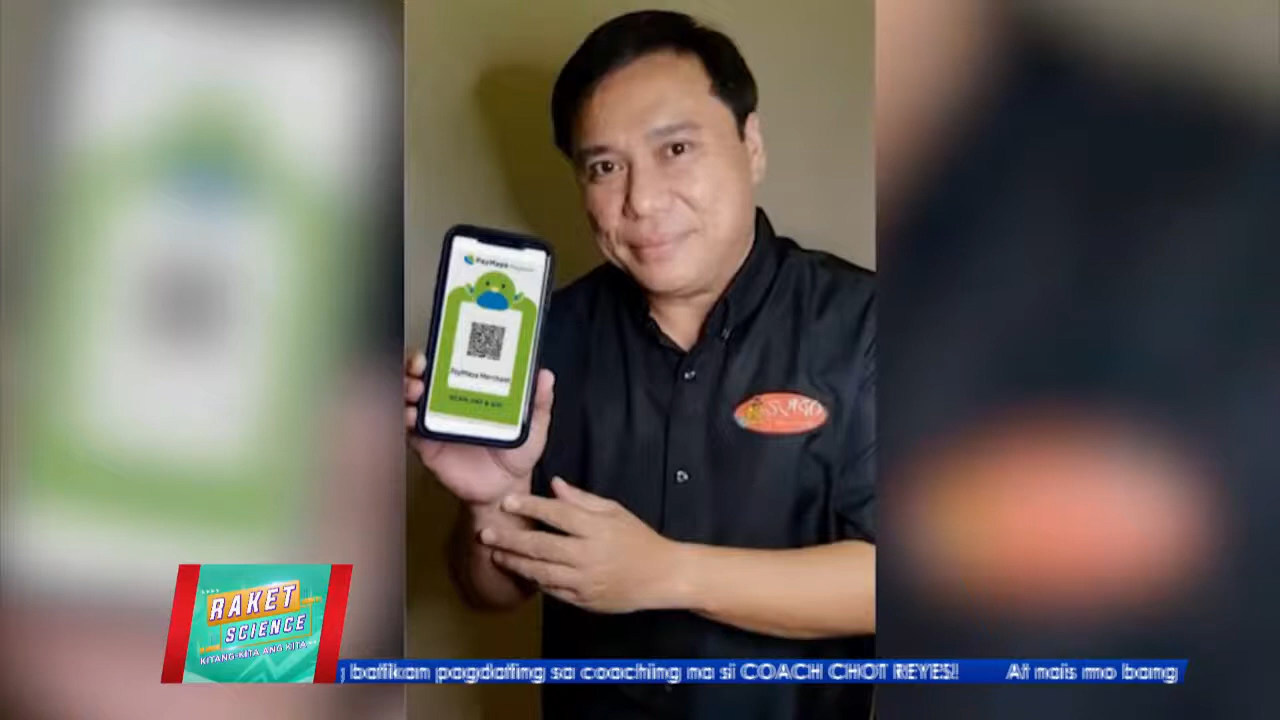 PayMaya
PayMaya Merchant
RAKET
SCIENCE
KITANG-KITA ANG KITA
batikan pagdating sa coaching na si COACH CHOT REYES! At nais mo bang